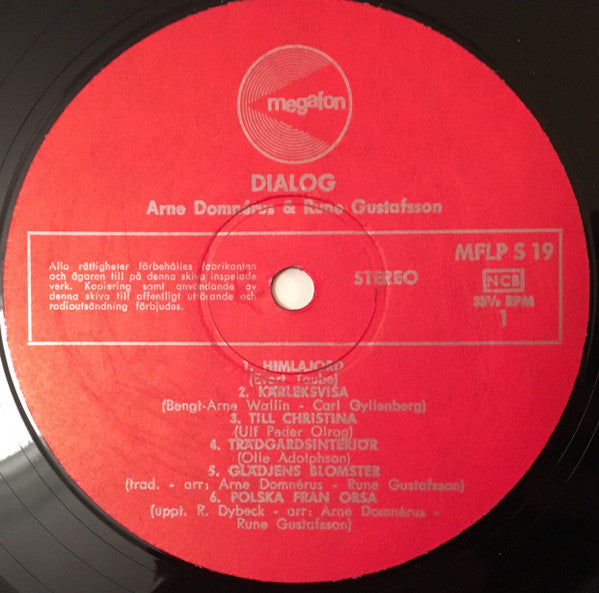 megafon
DIALOG
Arne Domnérus & Rune Gustafsson
Alla rättigheter förbehålles fabrikanten
och ägaren till på denna skiva inspelade
verk. Kopiering samt användande av
denna skiva till offentligt utförande och
radioutsändning förbjudes.
STEREO
MFLP S 19
NCB
33⅓ RPM
1
1. HIMLAJORD
(Evert Taube)
2. KÄRLEKSVISA
(Bengt-Arne Wallin - Carl Gyllenberg)
3. TILL CHRISTINA
(Ulf Peder Olrog)
4. TRÄDGÅRDSINTERIÖR
(Olle Adolphson)
5. GLÄDJENS BLOMSTER
(trad. - arr: Arne Domnérus - Rune Gustafsson)
6. POLSKA FRÅN ORSA
(uppt. R. Dybeck - arr: Arne Domnérus -
Rune Gustafsson)